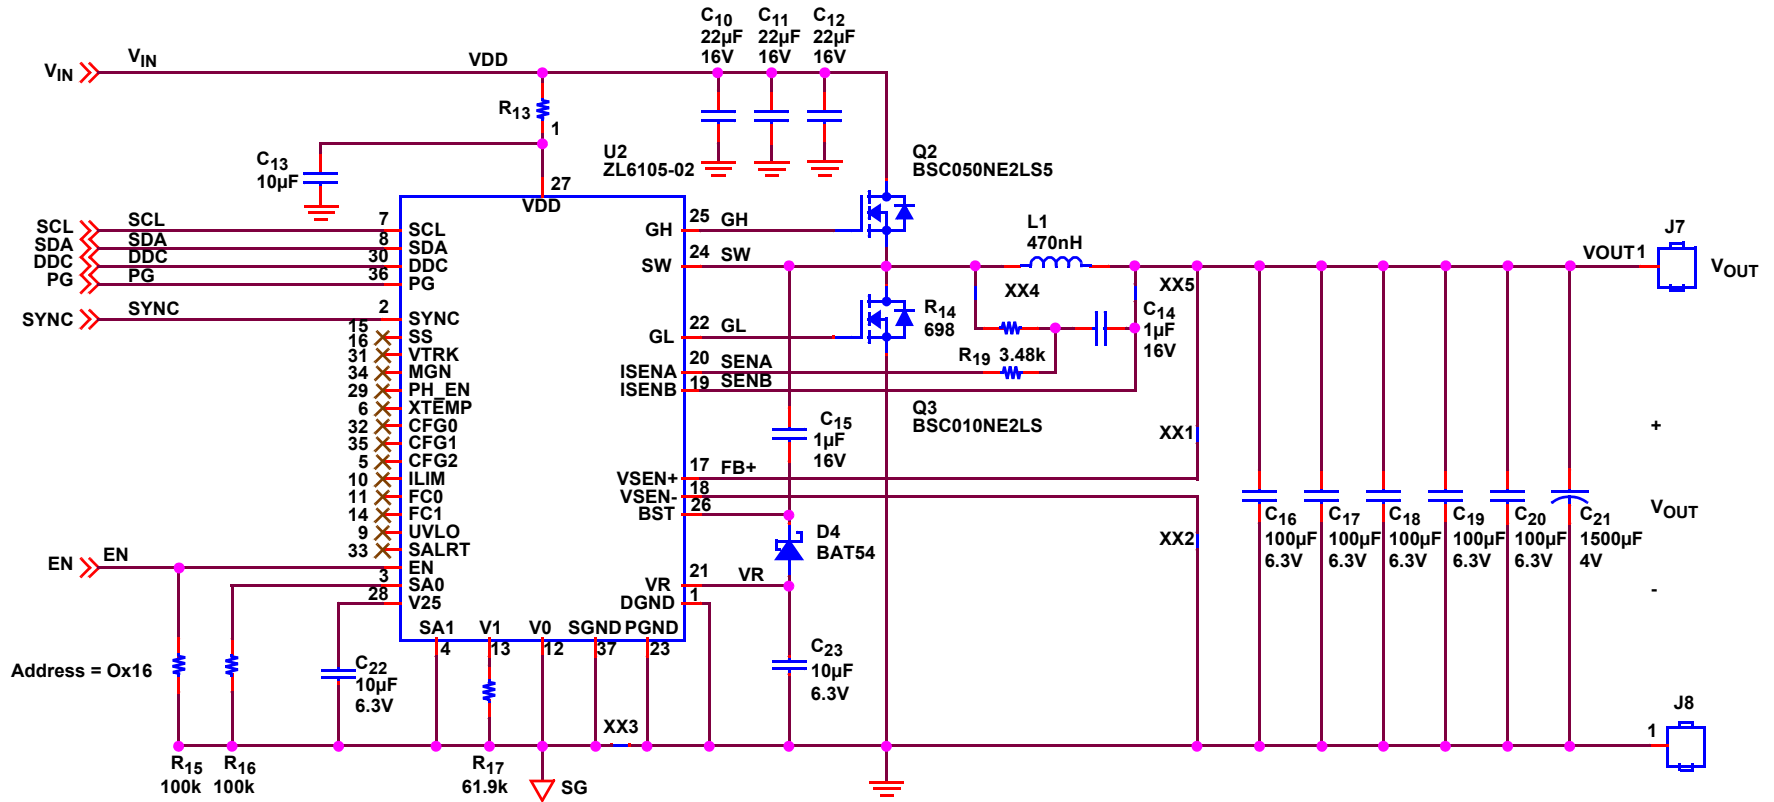 C10
22µF
16V
C11
22µF
16V
C12
22µF
16V
VIN
VIN
VDD
R13
1
C13
10µF
U2
ZL6105-02
Q2
BSC050NE2LS5
27
VDD
SCL
SCL
7
SCL
SDA
SDA
8
SDA
DDC
DDC
30
DDC
PG
PG
36
PG
SYNC
SYNC
2
SYNC
15
SS
16
VTRK
31
MGN
34
PH_EN
29
XTEMP
6
CFG0
32
CFG1
35
CFG2
5
ILIM
10
FC0
11
FC1
14
UVLO
9
SALRT
33
EN
EN
EN
3
SA0
28
V25
GH
25
GH
SW
24
SW
GL
22
GL
ISENA
20
SENA
ISENB
19
SENB
VSEN+
17
FB+
VSEN-
18
BST
26
VR
21
VR
DGND
1
SA1
V1
V0
SGND
PGND
4
13
12
37
23
L1
470nH
XX4
XX5
R14
698
C14
1µF
16V
R19
3.48k
Q3
BSC010NE2LS
C15
1µF
16V
D4
BAT54
XX1
XX2
J7
VOUT
1
VOUT
+
VOUT
-
C16
100µF
6.3V
C17
100µF
6.3V
C18
100µF
6.3V
C19
100µF
6.3V
C20
100µF
6.3V
C21
1500µF
4V
Address = Ox16
C22
10µF
6.3V
C23
10µF
6.3V
XX3
J8
1
R15
100k
R16
100k
R17
61.9k
SG